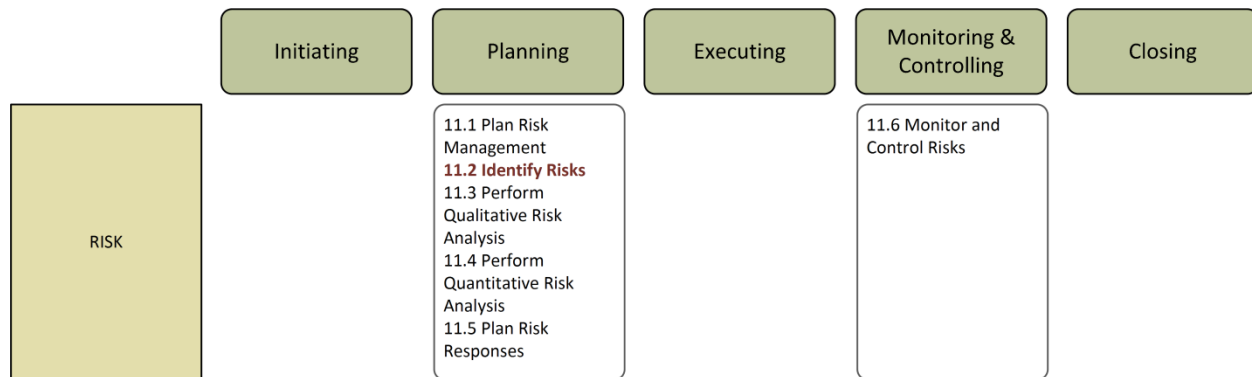 Initiating
Planning
Executing
Monitoring &
Controlling
Closing
RISK
11.1 Plan Risk
Management
11.2 Identify Risks
11.3 Perform
Qualitative Risk
Analysis
11.4 Perform
Quantitative Risk
Analysis
11.5 Plan Risk
Responses
11.6 Monitor and
Control Risks